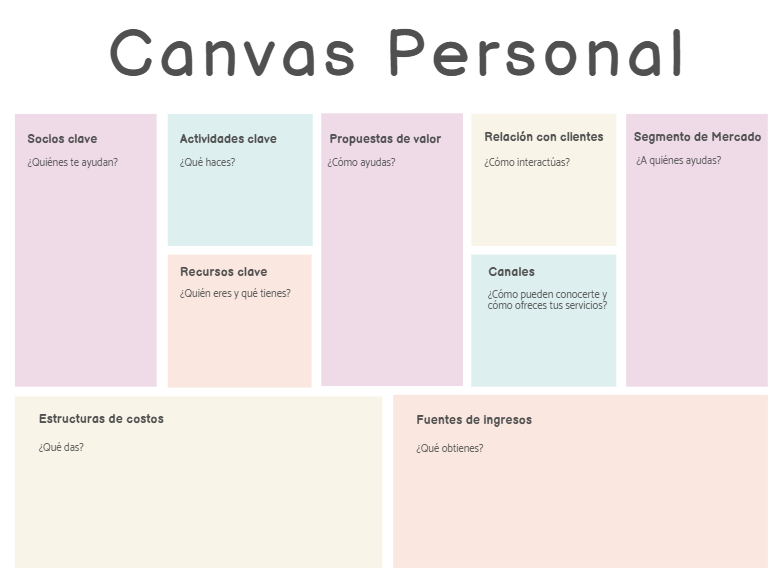 Canvas Personal
Socios clave
¿Quiénes te ayudan?
Actividades clave
¿Qué haces?
Recursos clave
¿Quién eres y qué tienes?
Propuestas de valor
¿Cómo ayudas?
Relación con clientes
¿Cómo interactúas?
Canales
¿Cómo pueden conocerte y
cómo ofreces tus servicios?
Segmento de Mercado
¿A quiénes ayudas?
Estructuras de costos
¿Qué das?
Fuentes de ingresos
¿Qué obtienes?